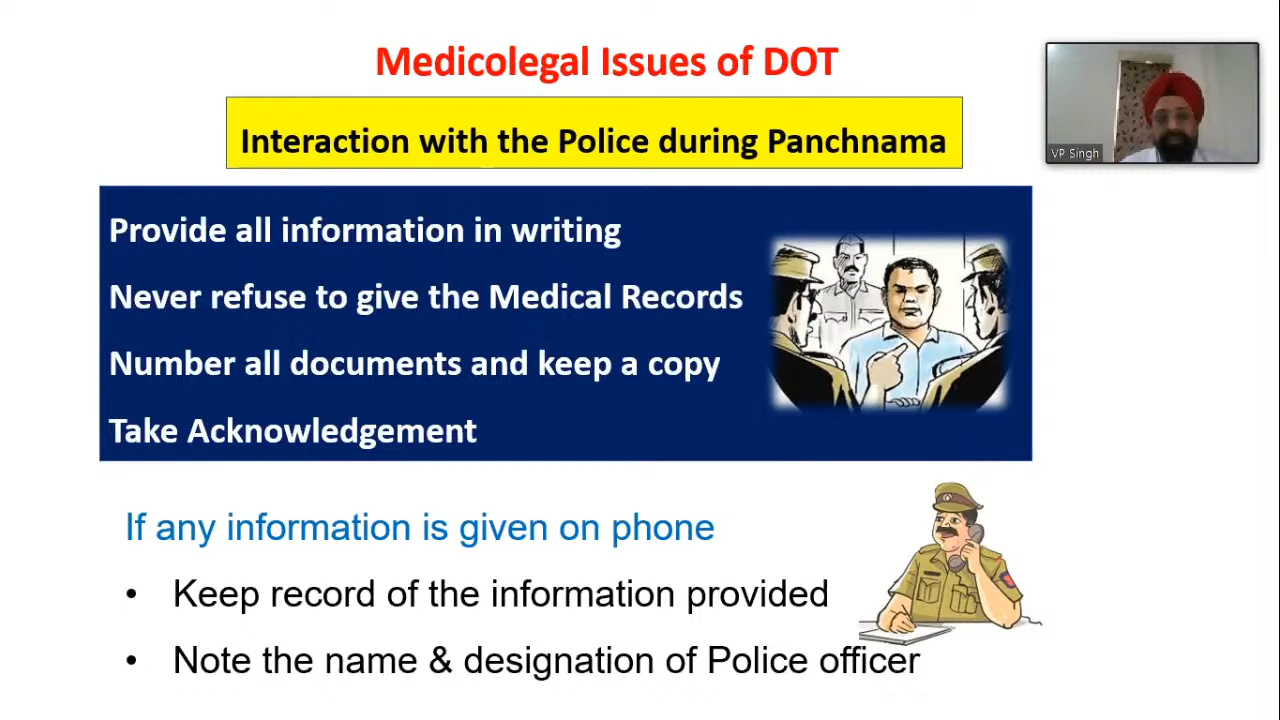 Medicolegal Issues of DOT
Interaction with the Police during Panchnama
VP Singh
Provide all information in writing
Never refuse to give the Medical Records
Number all documents and keep a copy
Take Acknowledgement
If any information is given on phone
• Keep record of the information provided
• Note the name & designation of Police officer